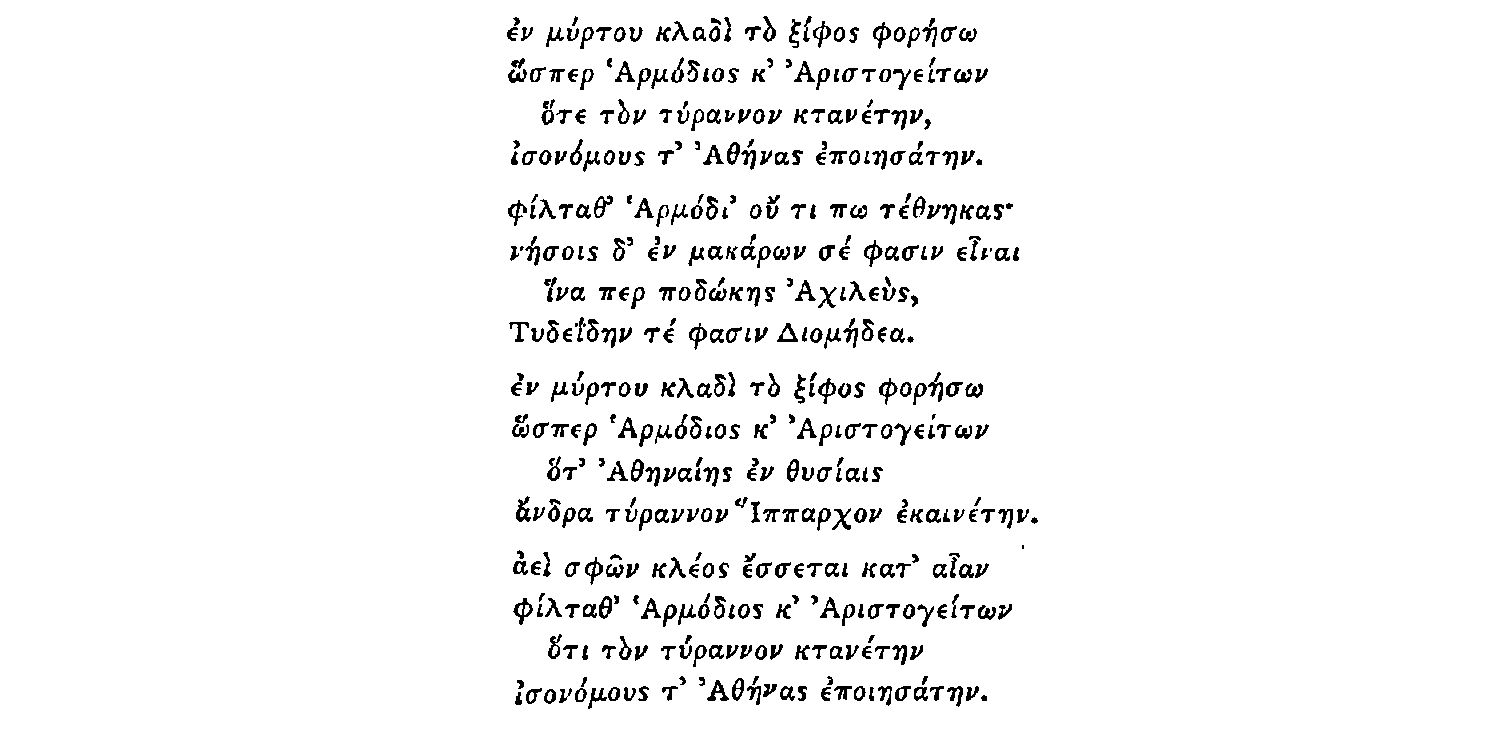 ἐν μύρτου κλαδὶ τὸ ξίφος φορήσω
ὥσπερ Ἁρμόδιος κ’ Ἀριστογείτων
ὅτε τὸν τύραννον κτανέτην,
ἰσονόμους τ’ Ἀθήνας ἐποιησάτην.
φίλταθ’ Ἁρμόδι’ οὔ τι πω τέθνηκας·
νήσοις δ’ ἐν μακάρων σέ φασιν εἶναι
ἵνα περ ποδώκης Ἀχιλεὺς,
Τυδεΐδην τέ φασιν Διομήδεα.
ἐν μύρτου κλαδὶ τὸ ξίφος φορήσω
ὥσπερ Ἁρμόδιος κ’ Ἀριστογείτων
ὅτ’ Ἀθηναίης ἐν θυσίαις
ἄνδρα τύραννον Ἵππαρχον ἐκαινέτην.
ἀεὶ σφῶν κλέος ἔσσεται κατ’ αἶαν
φίλταθ’ Ἁρμόδιος κ’ Ἀριστογείτων
ὅτι τὸν τύραννον κτανέτην
ἰσονόμους τ’ Ἀθήνας ἐποιησάτην.